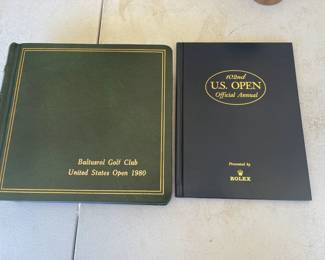 Baltusrol Golf Club
United States Open 1980
102nd
U.S. OPEN
Official Annual
Presented by
ROLEX